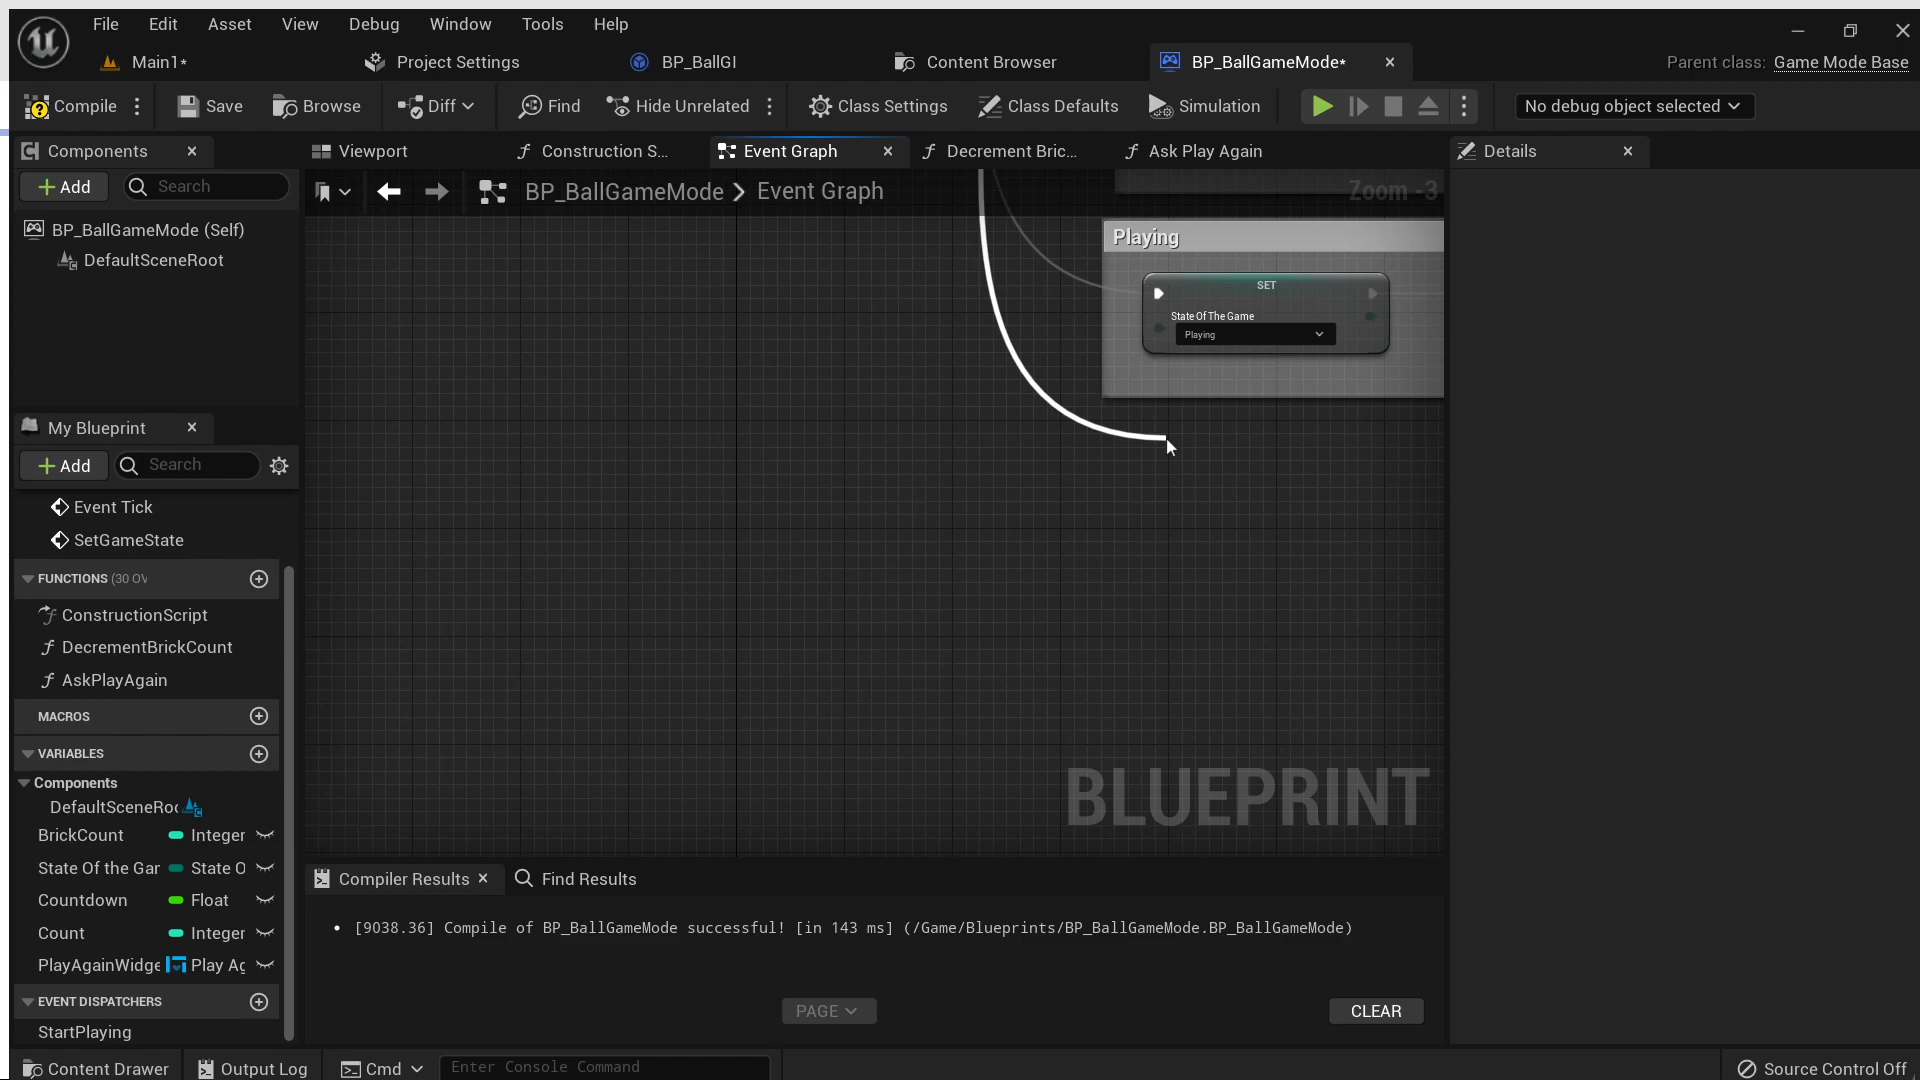 File Edit Asset View Debug Window Tools Help
Main1* Project Settings BP_BallGI Content Browser BP_BallGameMode* Parent class: Game Mode Base
Compile Save Browse Diff Find Hide Unrelated Class Settings Class Defaults Simulation No debug object selected
Components Viewport Construction S... Event Graph Decrement Bric... Ask Play Again Details
Add Search BP_BallGameMode > Event Graph Zoom -3
BP_BallGameMode (Self)
DefaultSceneRoot
Playing
SET
State Of The Game
Playing
My Blueprint
Add Search
Event Tick
SetGameState
FUNCTIONS (30 OV
ConstructionScript
DecrementBrickCount
AskPlayAgain
MACROS
VARIABLES
Components
DefaultSceneRoo
BrickCount Integer
State Of the Gar State O
Countdown Float
Count Integer
PlayAgainWidge Play Ag
EVENT DISPATCHERS
StartPlaying
BLUEPRINT
Compiler Results Find Results
[9038.36] Compile of BP_BallGameMode successful! [in 143 ms] (/Game/Blueprints/BP_BallGameMode.BP_BallGameMode)
PAGE CLEAR
Content Drawer Output Log Cmd Enter Console Command Source Control Off